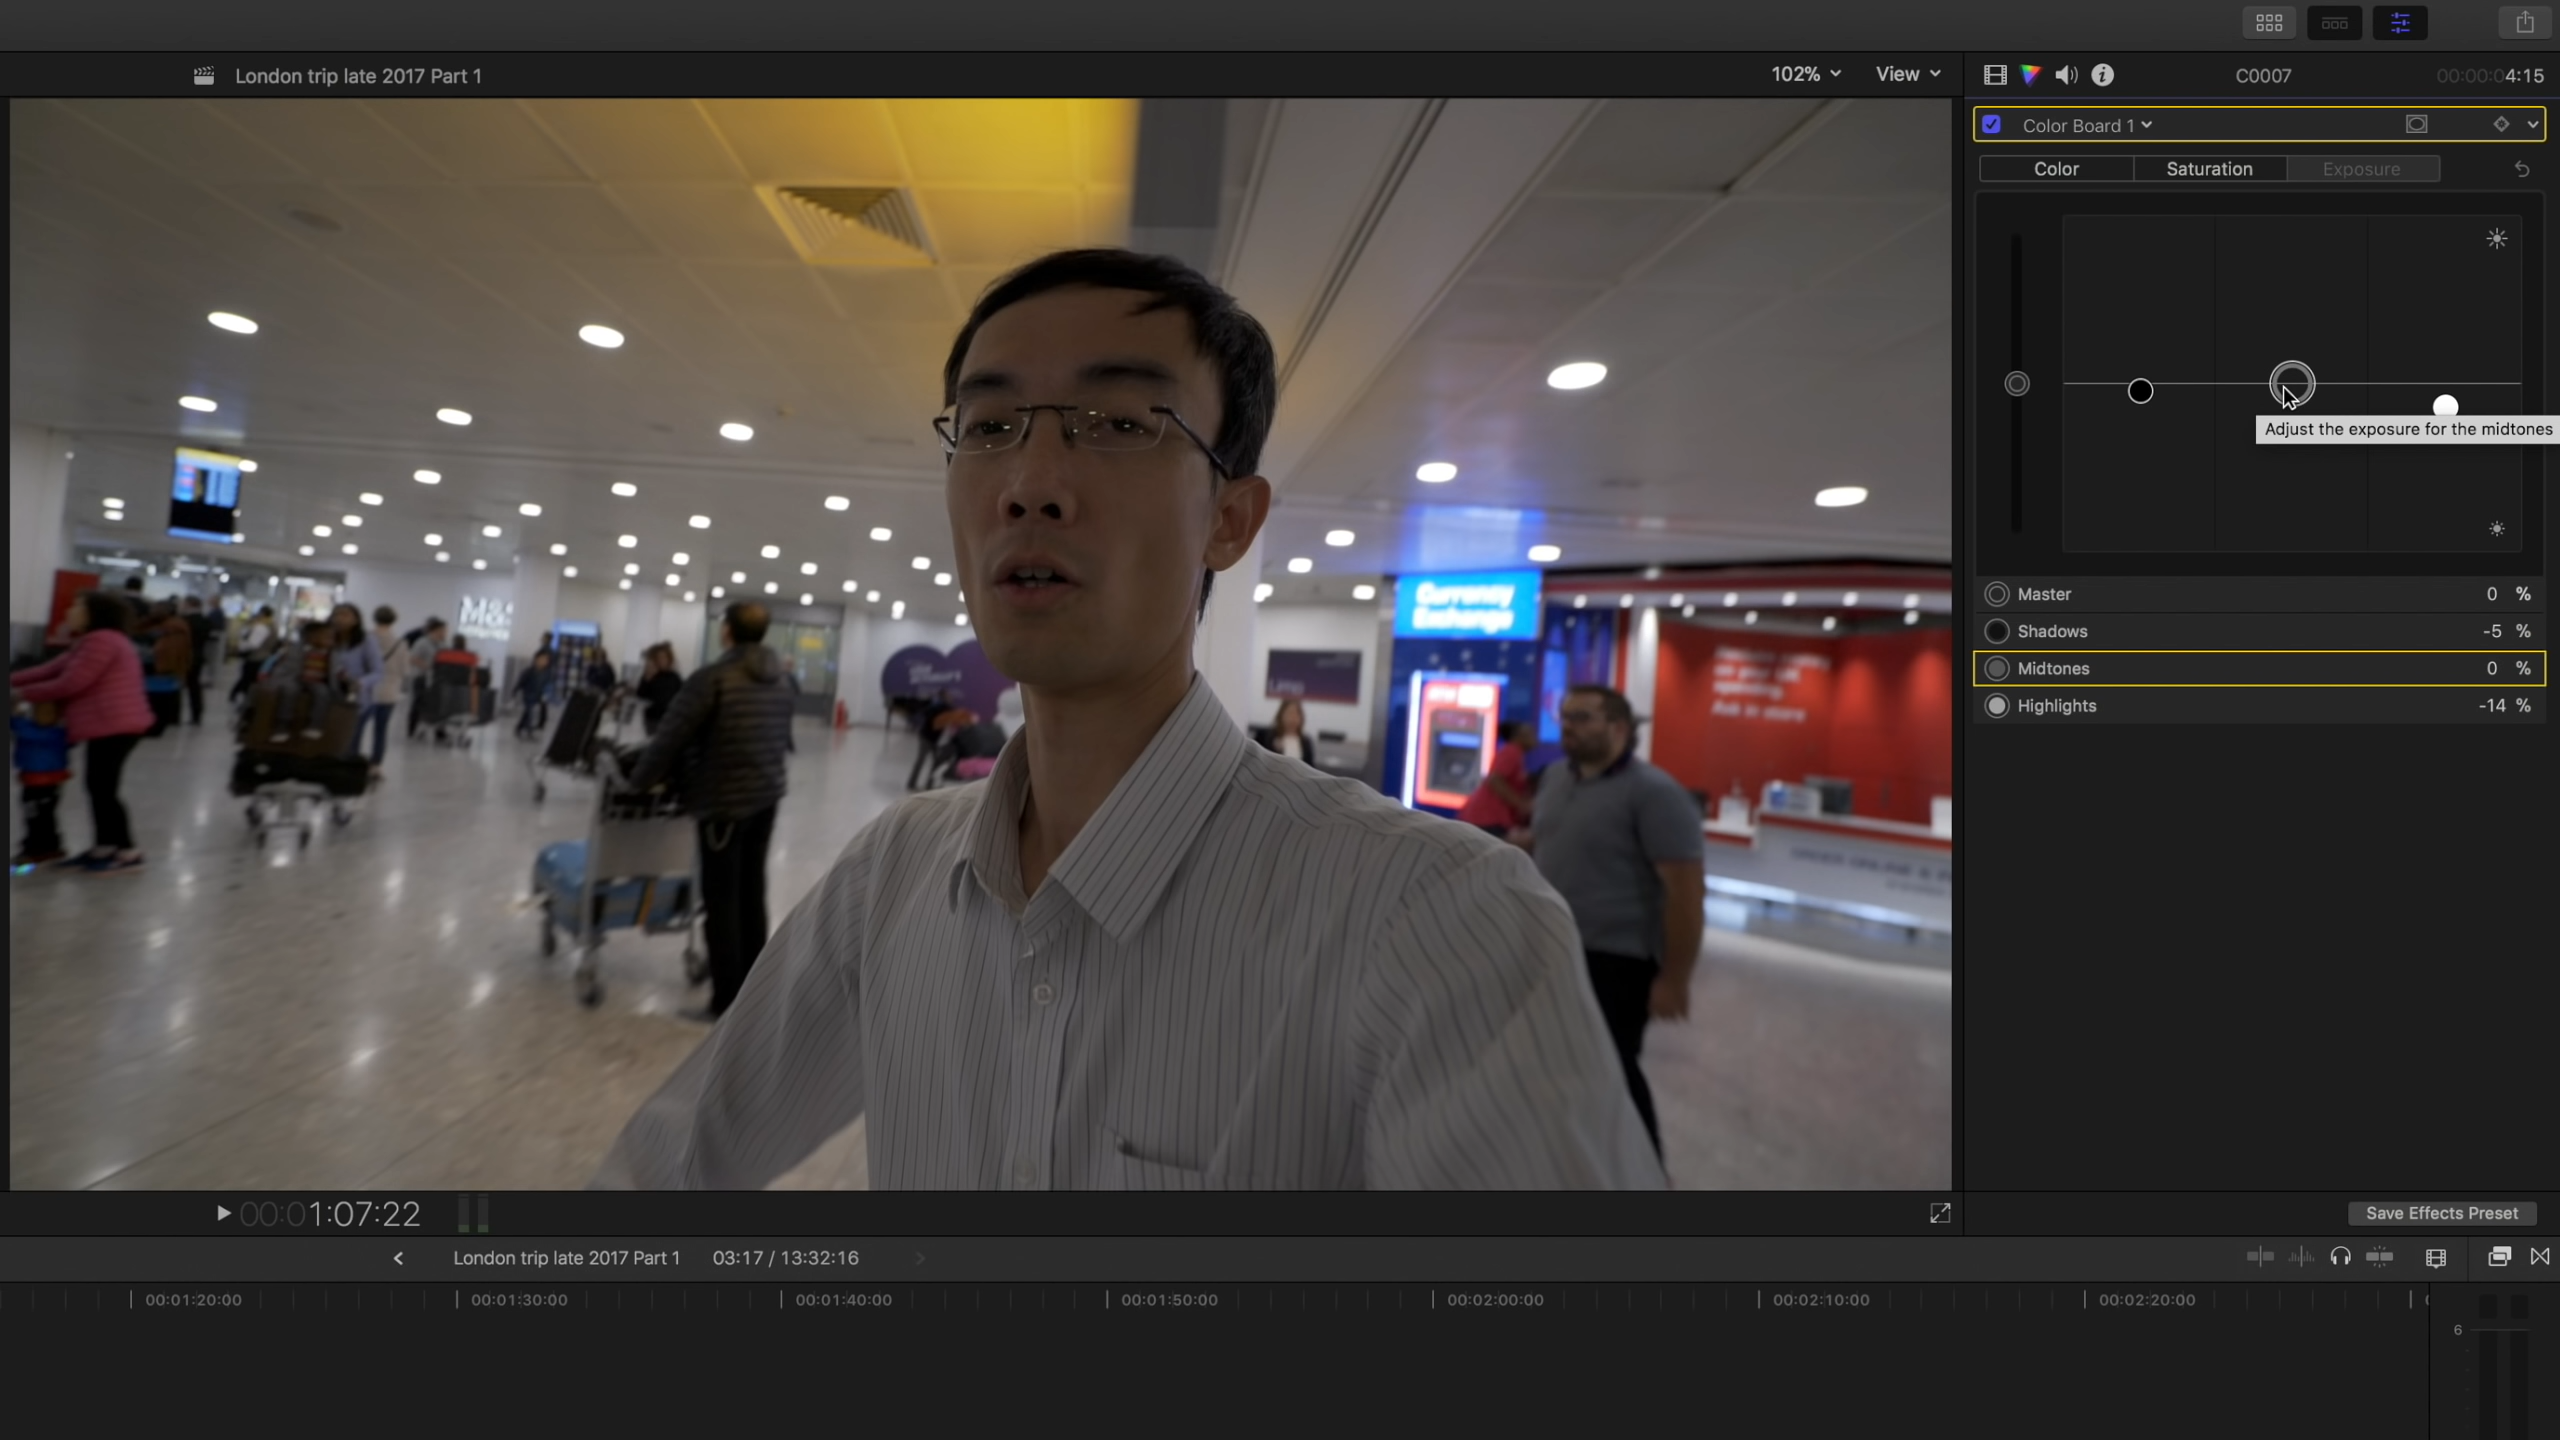 London trip late 2017 Part 1
102%
View
C0007
00:00:04:15
Color Board 1
Color
Saturation
Exposure
Adjust the exposure for the midtones
Master 0 %
Shadows -5 %
Midtones 0 %
Highlights -14 %
M&S
Currency
Exchange
00:01:07:22
Save Effects Preset
London trip late 2017 Part 1 03:17 / 13:32:16
00:01:20:00 00:01:30:00 00:01:40:00 00:01:50:00 00:02:00:00 00:02:10:00 00:02:20:00
6